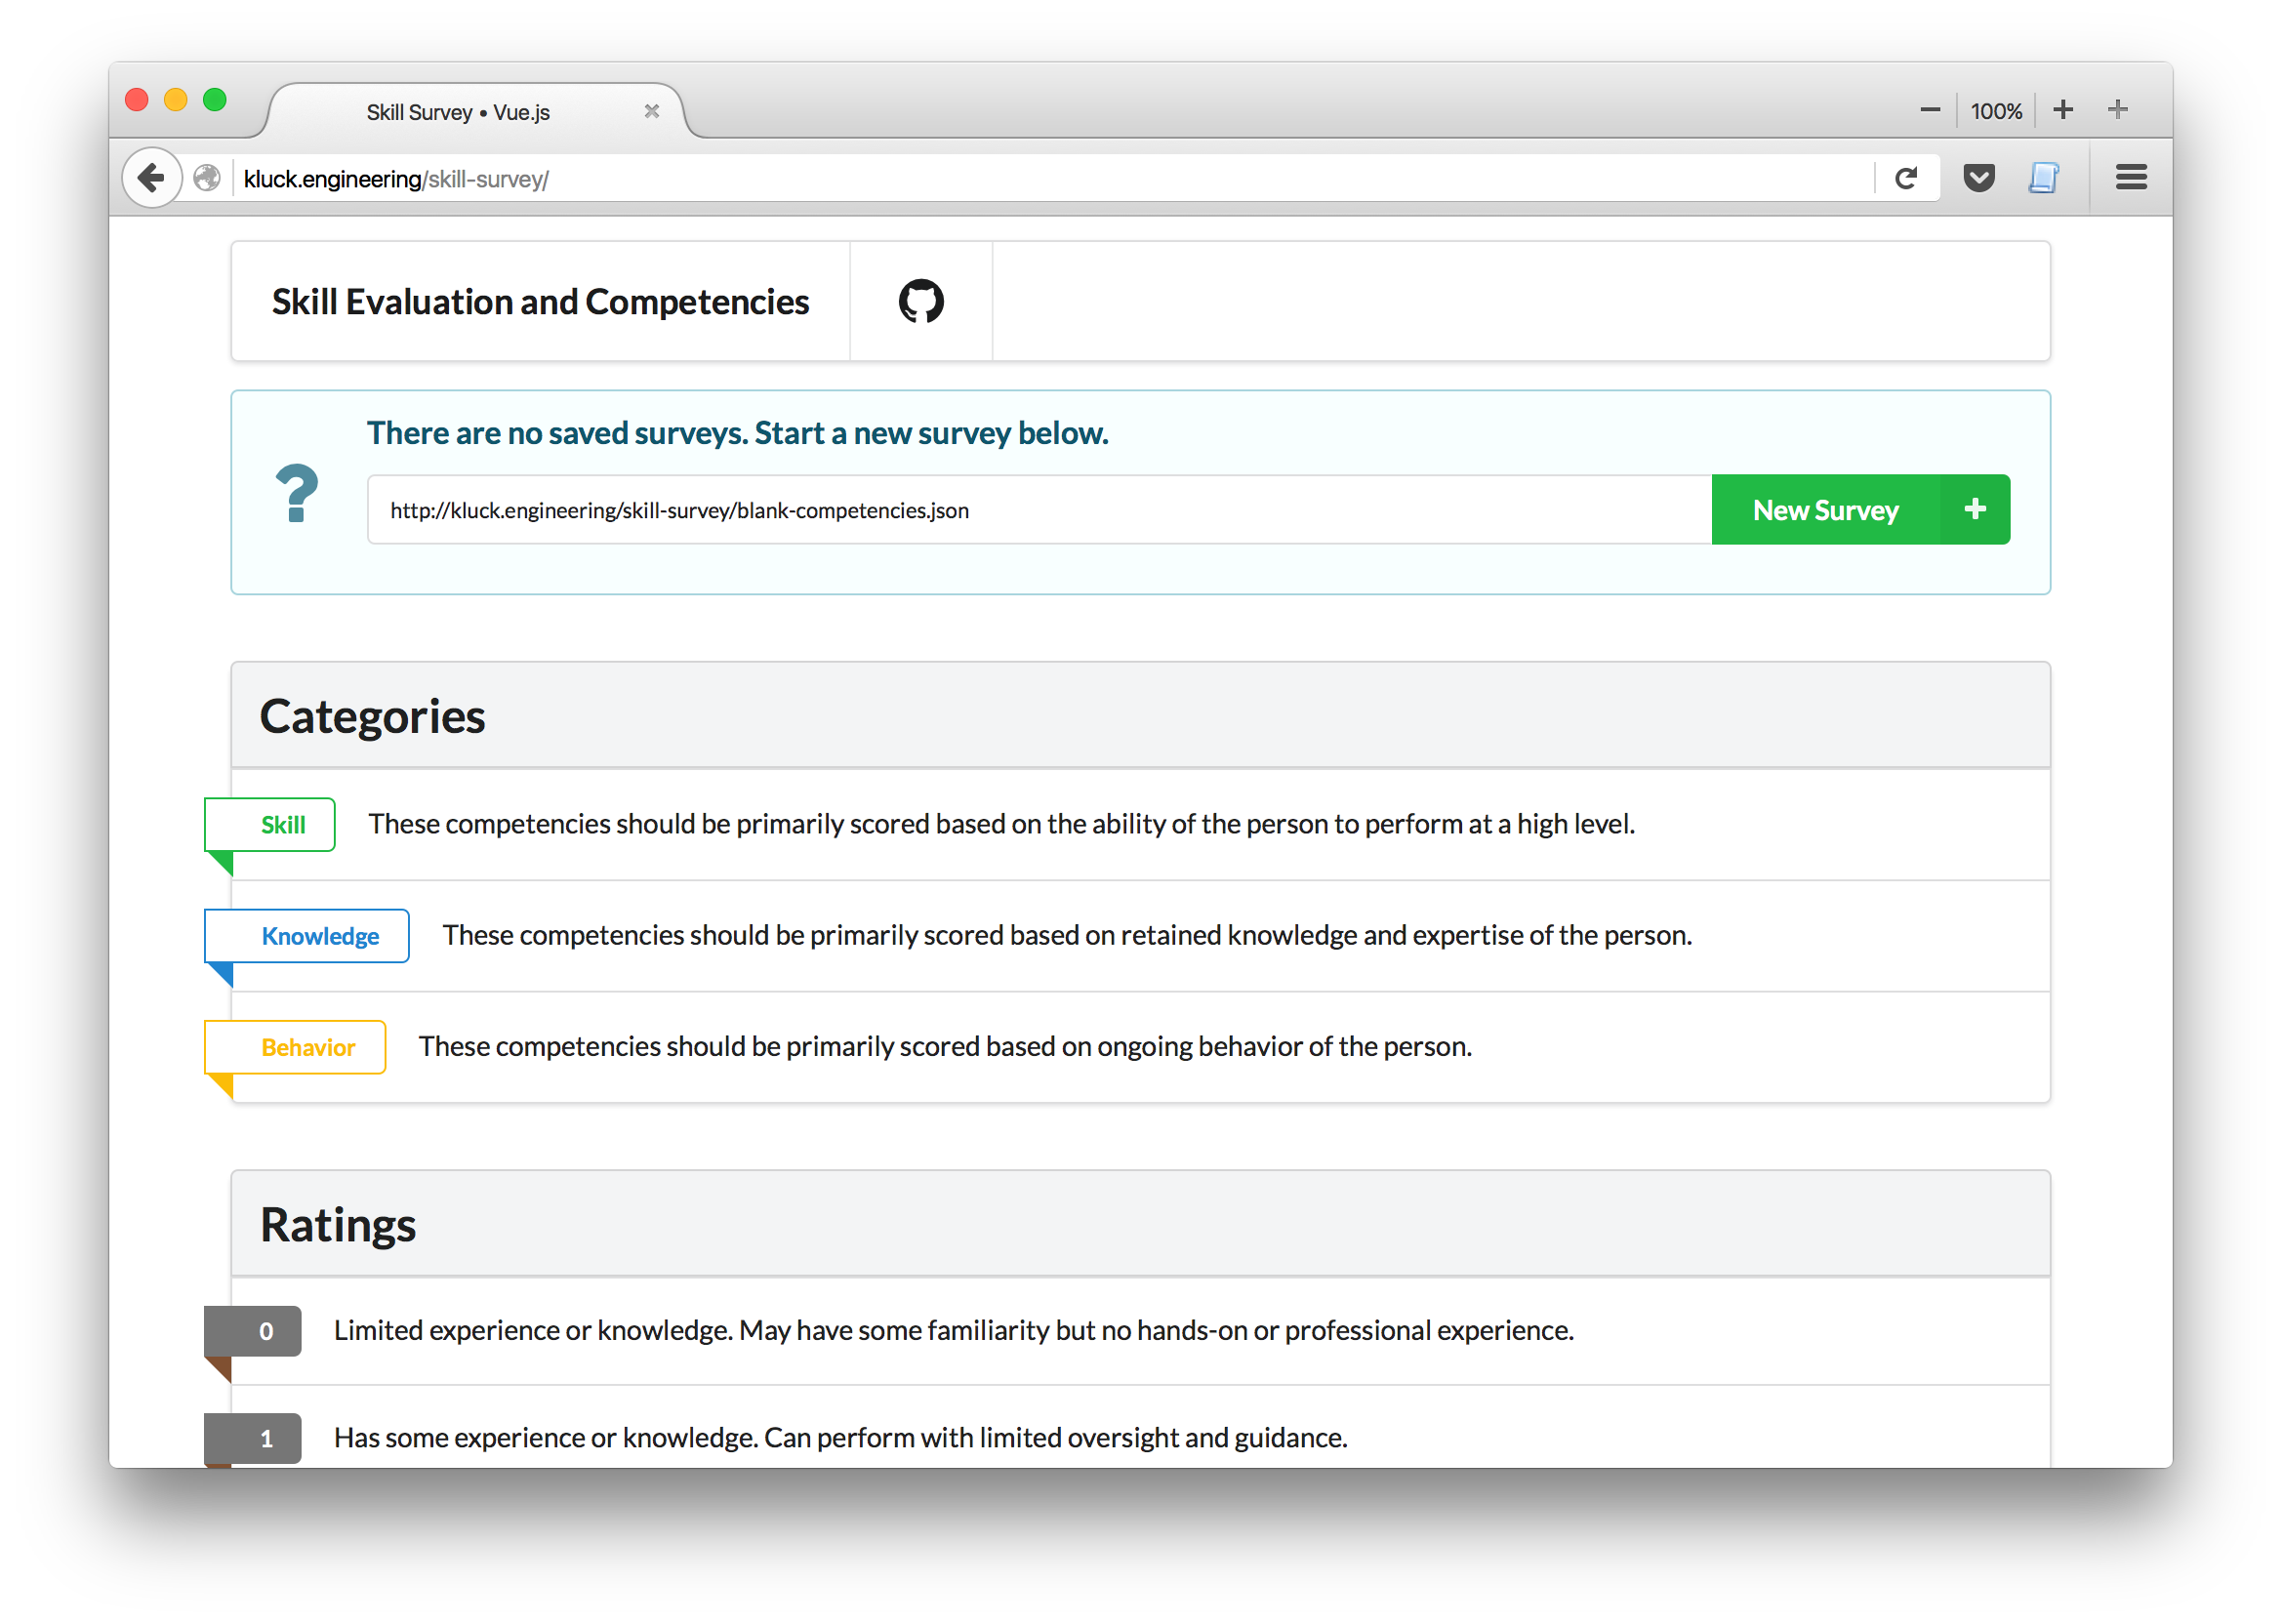 Skill Survey • Vue.js
100%
kluck.engineering/skill-survey/
Skill Evaluation and Competencies
There are no saved surveys. Start a new survey below.
http://kluck.engineering/skill-survey/blank-competencies.json
New Survey
Categories
Skill These competencies should be primarily scored based on the ability of the person to perform at a high level.
Knowledge These competencies should be primarily scored based on retained knowledge and expertise of the person.
Behavior These competencies should be primarily scored based on ongoing behavior of the person.
Ratings
0 Limited experience or knowledge. May have some familiarity but no hands-on or professional experience.
1 Has some experience or knowledge. Can perform with limited oversight and guidance.